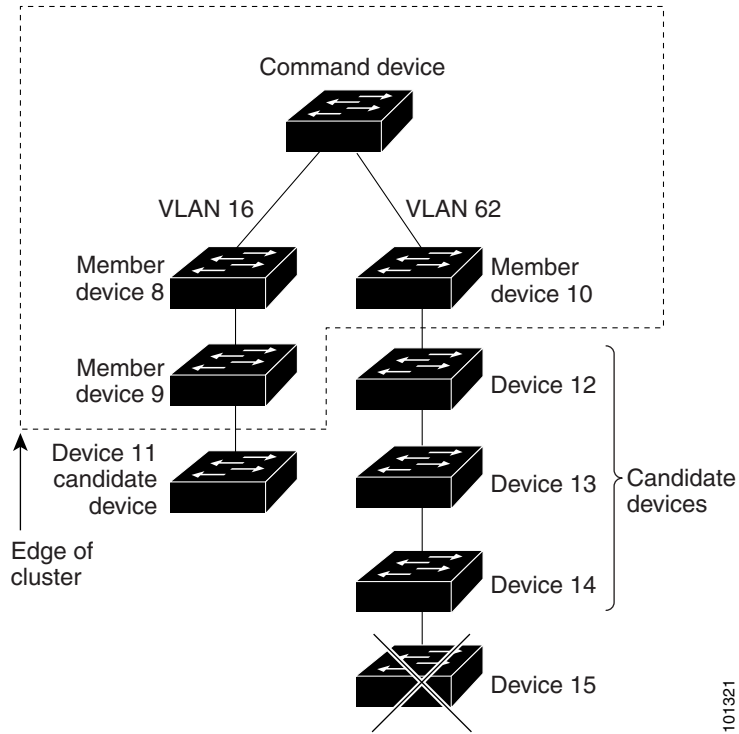 Command device
VLAN 16
VLAN 62
Member
device 8
Member
device 10
Member
device 9
Device 12
Device 11
candidate
device
Device 13
Candidate
devices
Edge of
cluster
Device 14
Device 15
101321